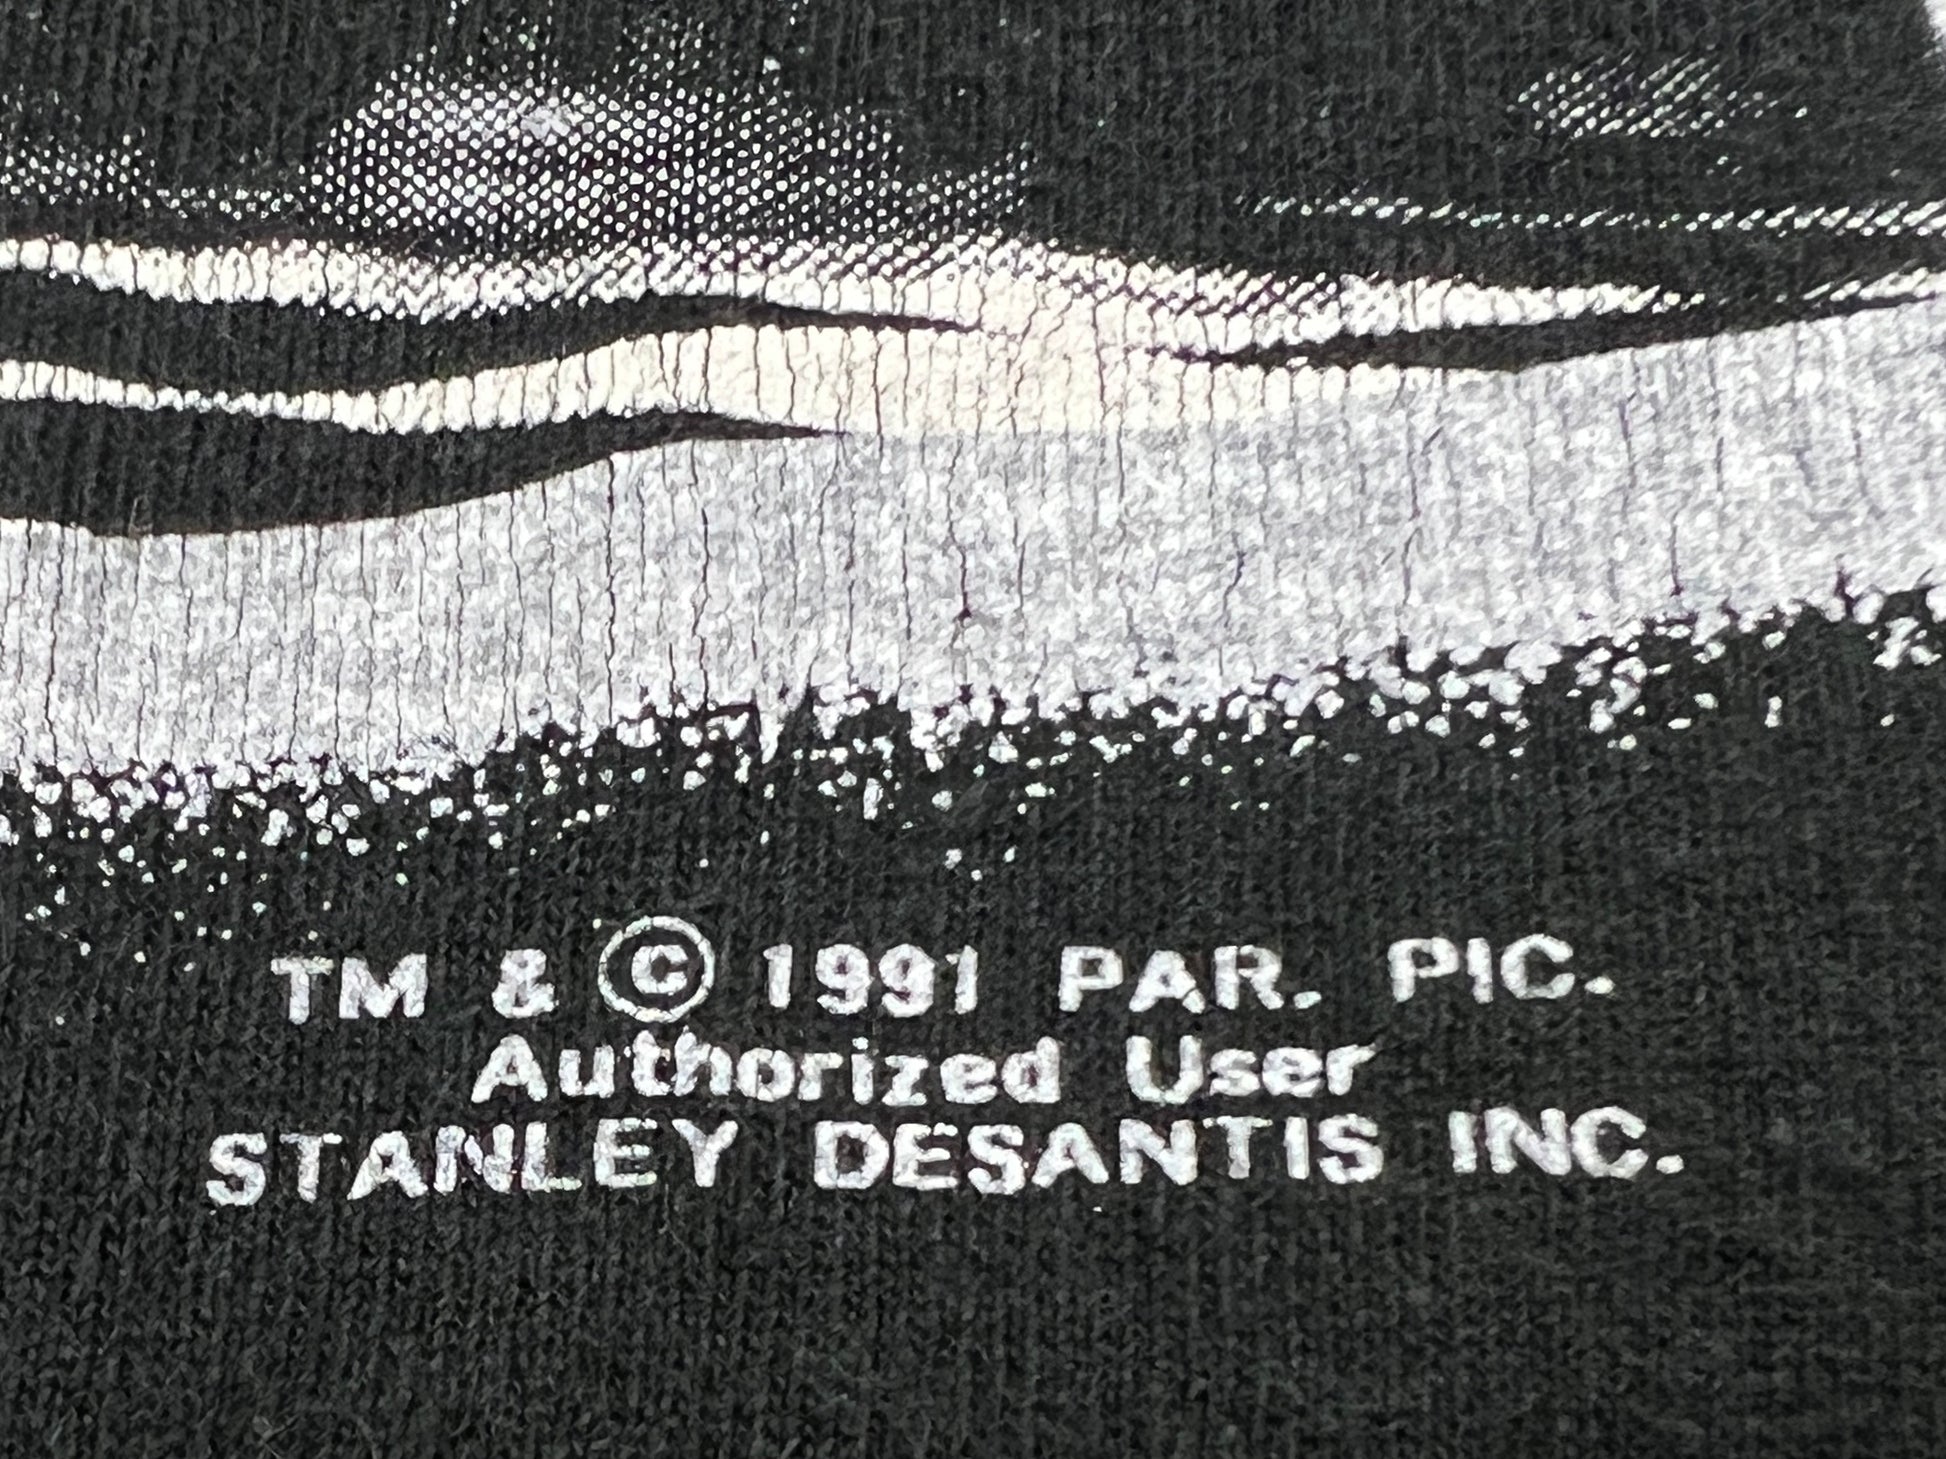 TM & © 1991 PAR. PIC.
Authorized User
STANLEY DESANTIS INC.